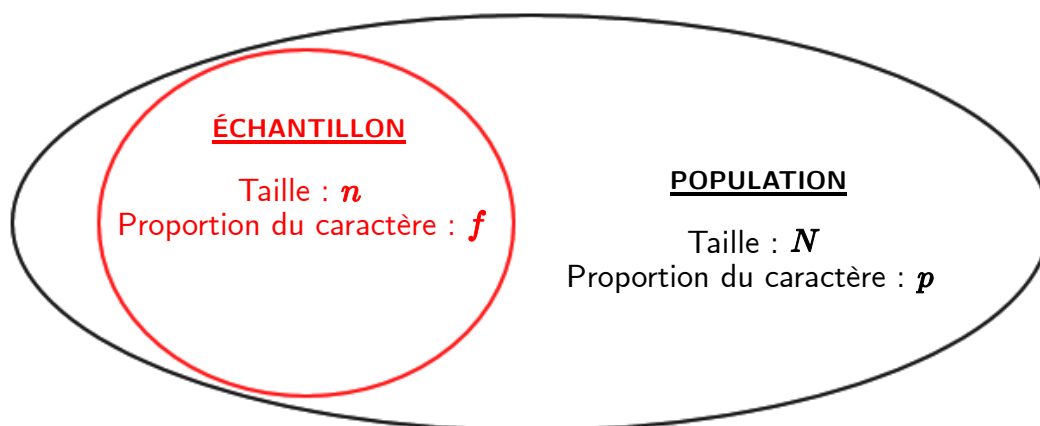 ÉCHANTILLON
Taille : n
Proportion du caractère : f
POPULATION
Taille : N
Proportion du caractère : p